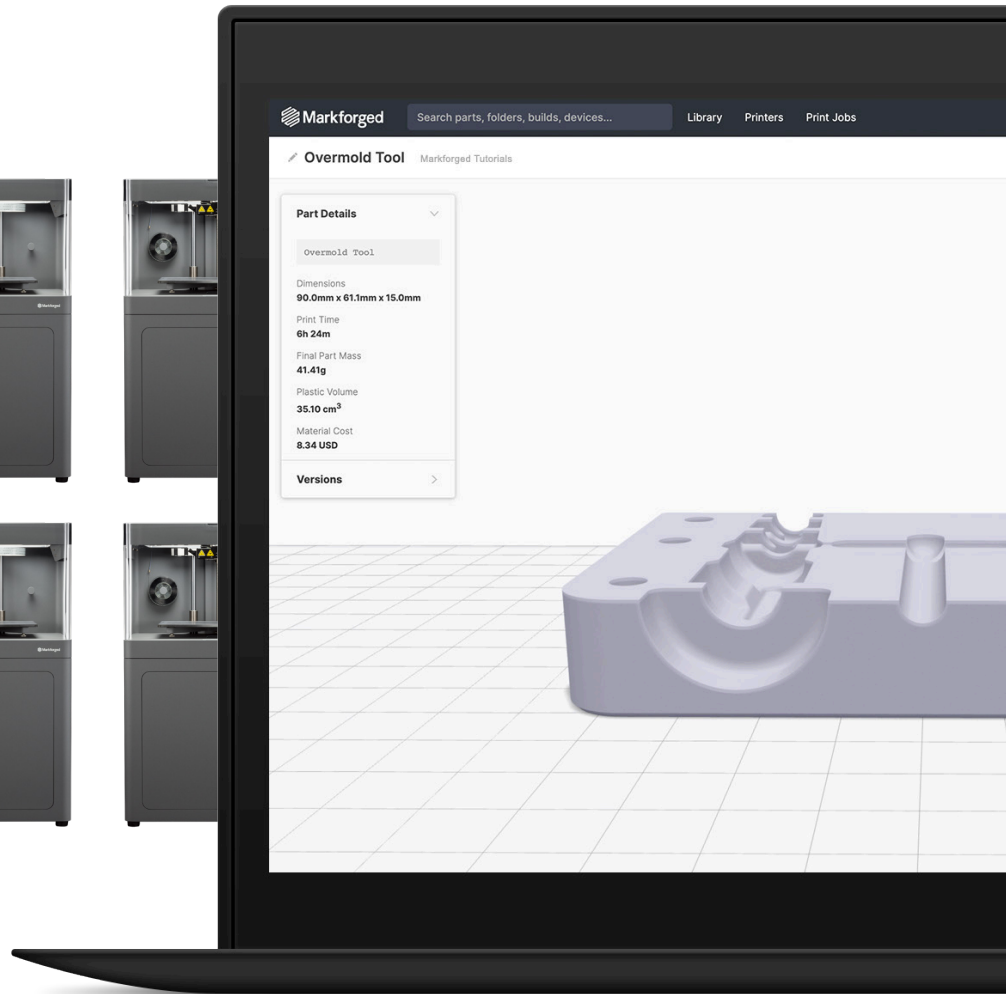 Markforged
Search parts, folders, builds, devices...
Library
Printers
Print Jobs
Overmold Tool
Markforged Tutorials
Part Details
Overmold Tool
Dimensions
90.0mm x 61.1mm x 15.0mm
Print Time
6h 24m
Final Part Mass
41.41g
Plastic Volume
35.10 cm³
Material Cost
8.34 USD
Versions
Markforged
Markforged